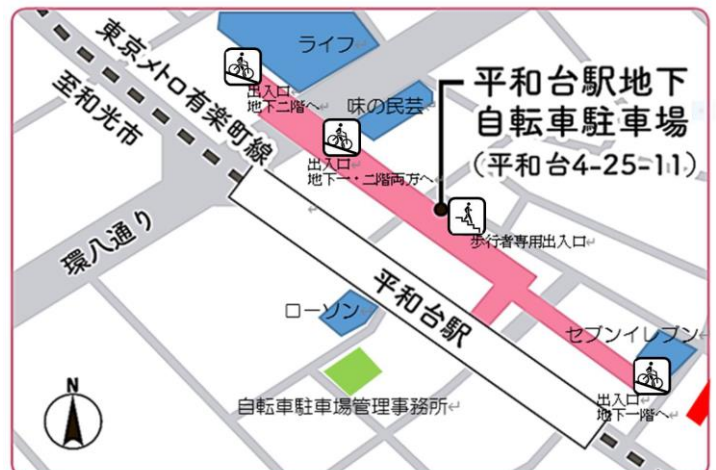 ライフ
東京メトロ有楽町線
至和光市
出入口
地下二階へ
味の民芸
平和台駅地下
自転車駐車場
（平和台4-25-11）
出入口
地下一・二階両方へ
歩行者専用出入口
環八通り
平和台駅
ローソン
セブンイレブン
自転車駐車場管理事務所
出入口
地下一階へ
N